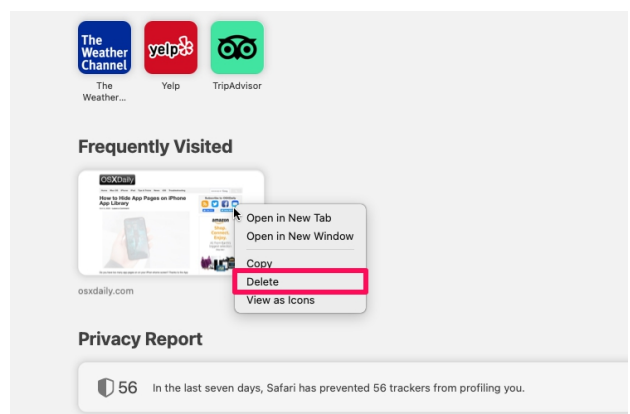 The
Weather
Channel
yelp
The
Weather...
Yelp
TripAdvisor
Frequently Visited
OSXDaily
How to Hide App Pages on iPhone
App Library
amazon
Open in New Tab
Open in New Window
Copy
Delete
View as Icons
osxdaily.com
Privacy Report
56
In the last seven days, Safari has prevented 56 trackers from profiling you.